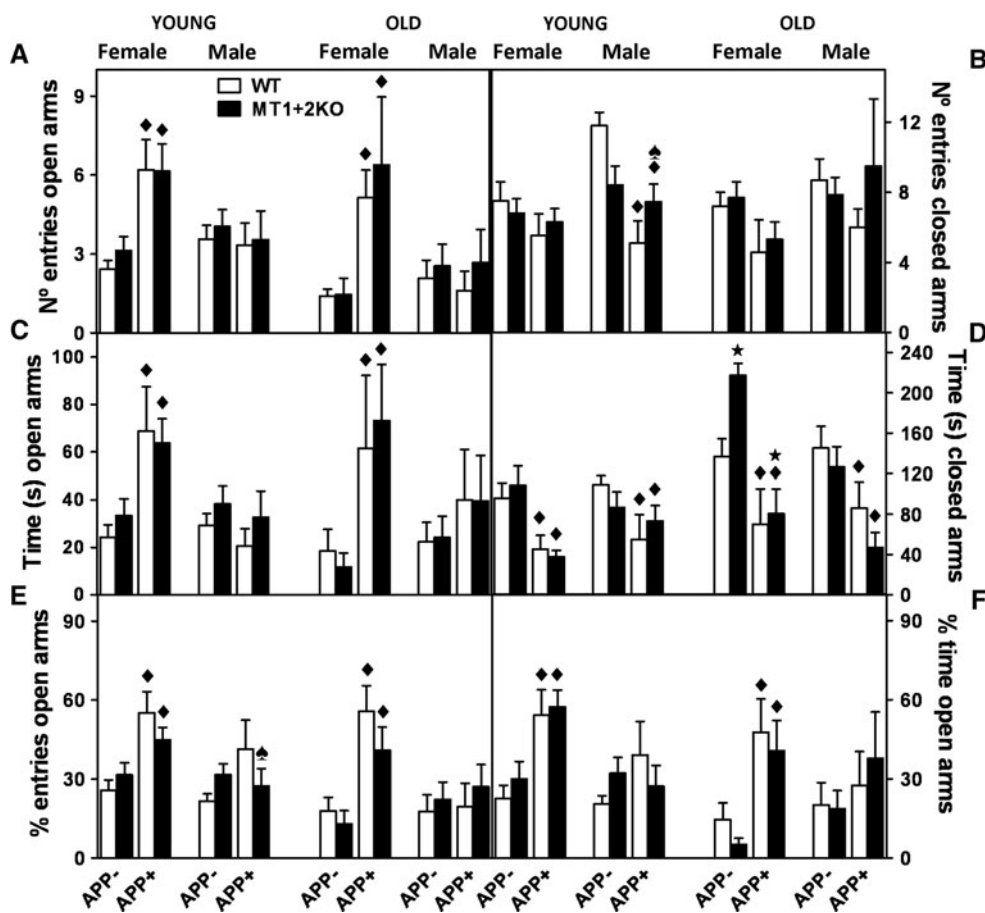 YOUNG OLD YOUNG OLD
A Female Male Female Male Female Male Female Male B
WT
MT1+2KO
Nº entries open arms
9
6
3
0
Nº entries closed arms
12
8
4
0
C D
Time (s) open arms
100
80
60
40
20
0
Time (s) closed arms
240
200
160
120
80
40
0
E F
% entries open arms
90
60
30
0
% time open arms
90
60
30
0
APP- APP+ APP- APP+ APP- APP+ APP- APP+ APP- APP+ APP- APP+ APP- APP+ APP- APP+